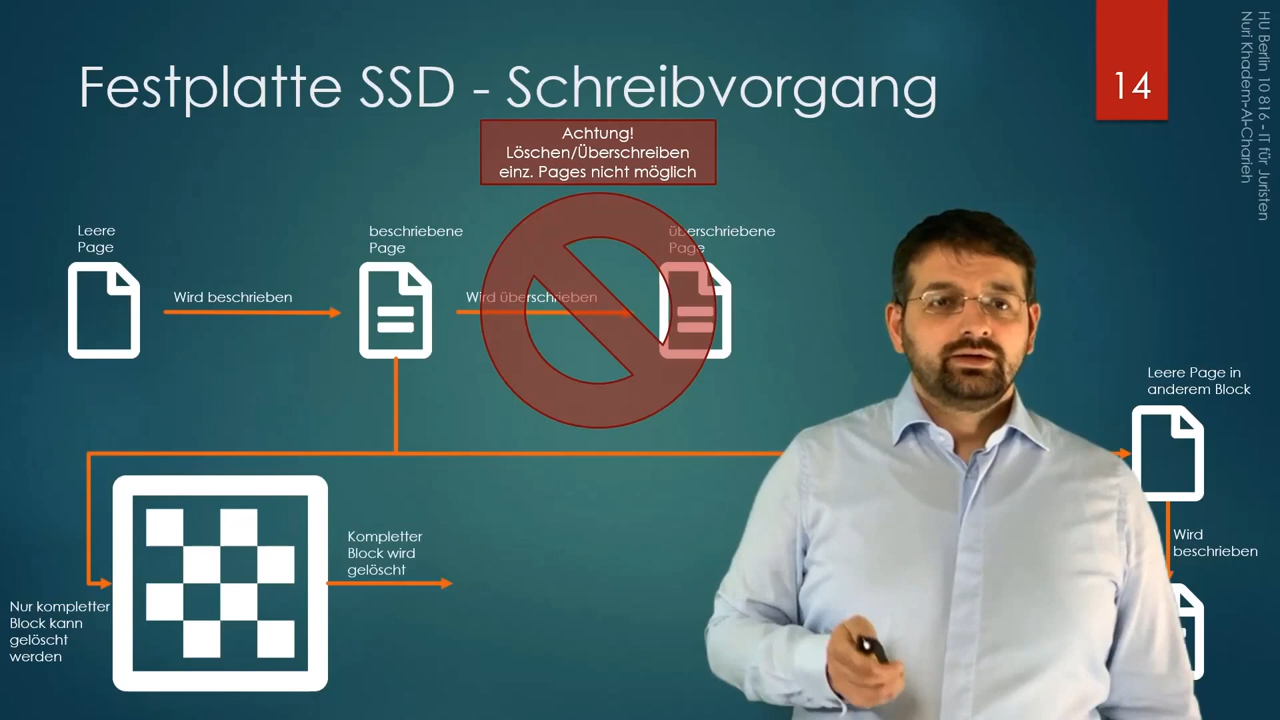 Festplatte SSD - Schreibvorgang
14
HU Berlin 10 816 - IT für Juristen
Nuri Khadem-Al-Charieh
Achtung!
Löschen/Überschreiben
einz. Pages nicht möglich
Leere
Page
Wird beschrieben
beschriebene
Page
Wird überschrieben
überschriebene
Page
Leere Page in
anderem Block
Wird
beschrieben
Kompletter
Block wird
gelöscht
Nur kompletter
Block kann
gelöscht
werden